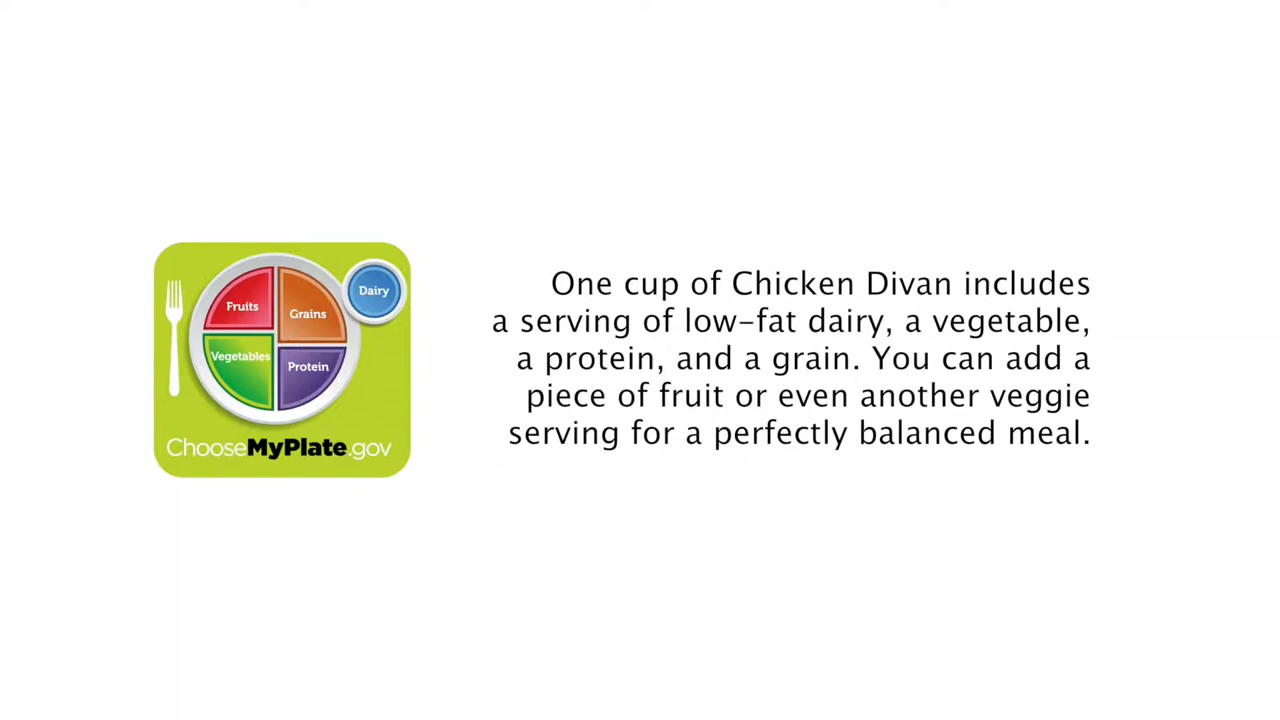 Fruits
Grains
Dairy
Vegetables
Protein
ChooseMyPlate.gov
One cup of Chicken Divan includes
a serving of low-fat dairy, a vegetable,
a protein, and a grain. You can add a
piece of fruit or even another veggie
serving for a perfectly balanced meal.